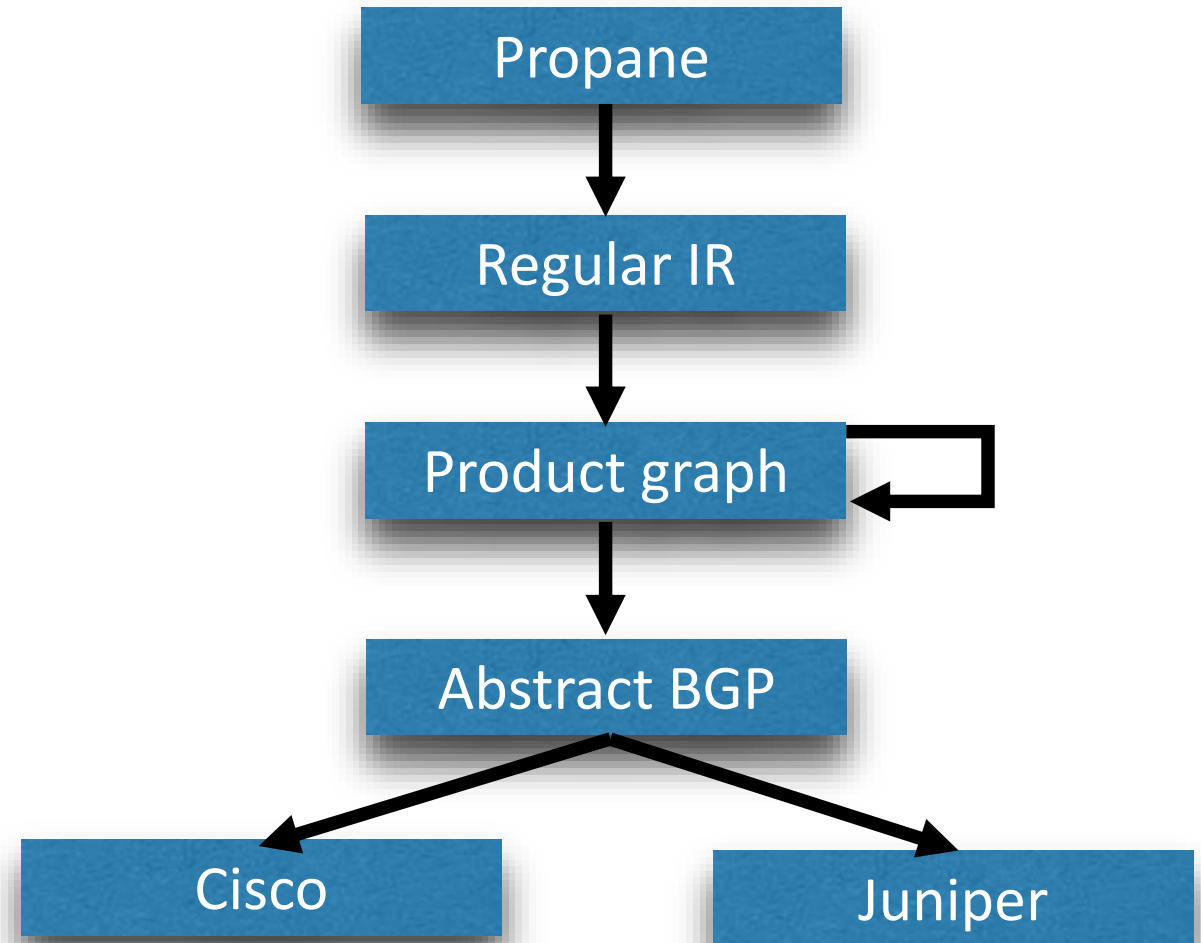 Propane
Regular IR
Product graph
Abstract BGP
Cisco
Juniper